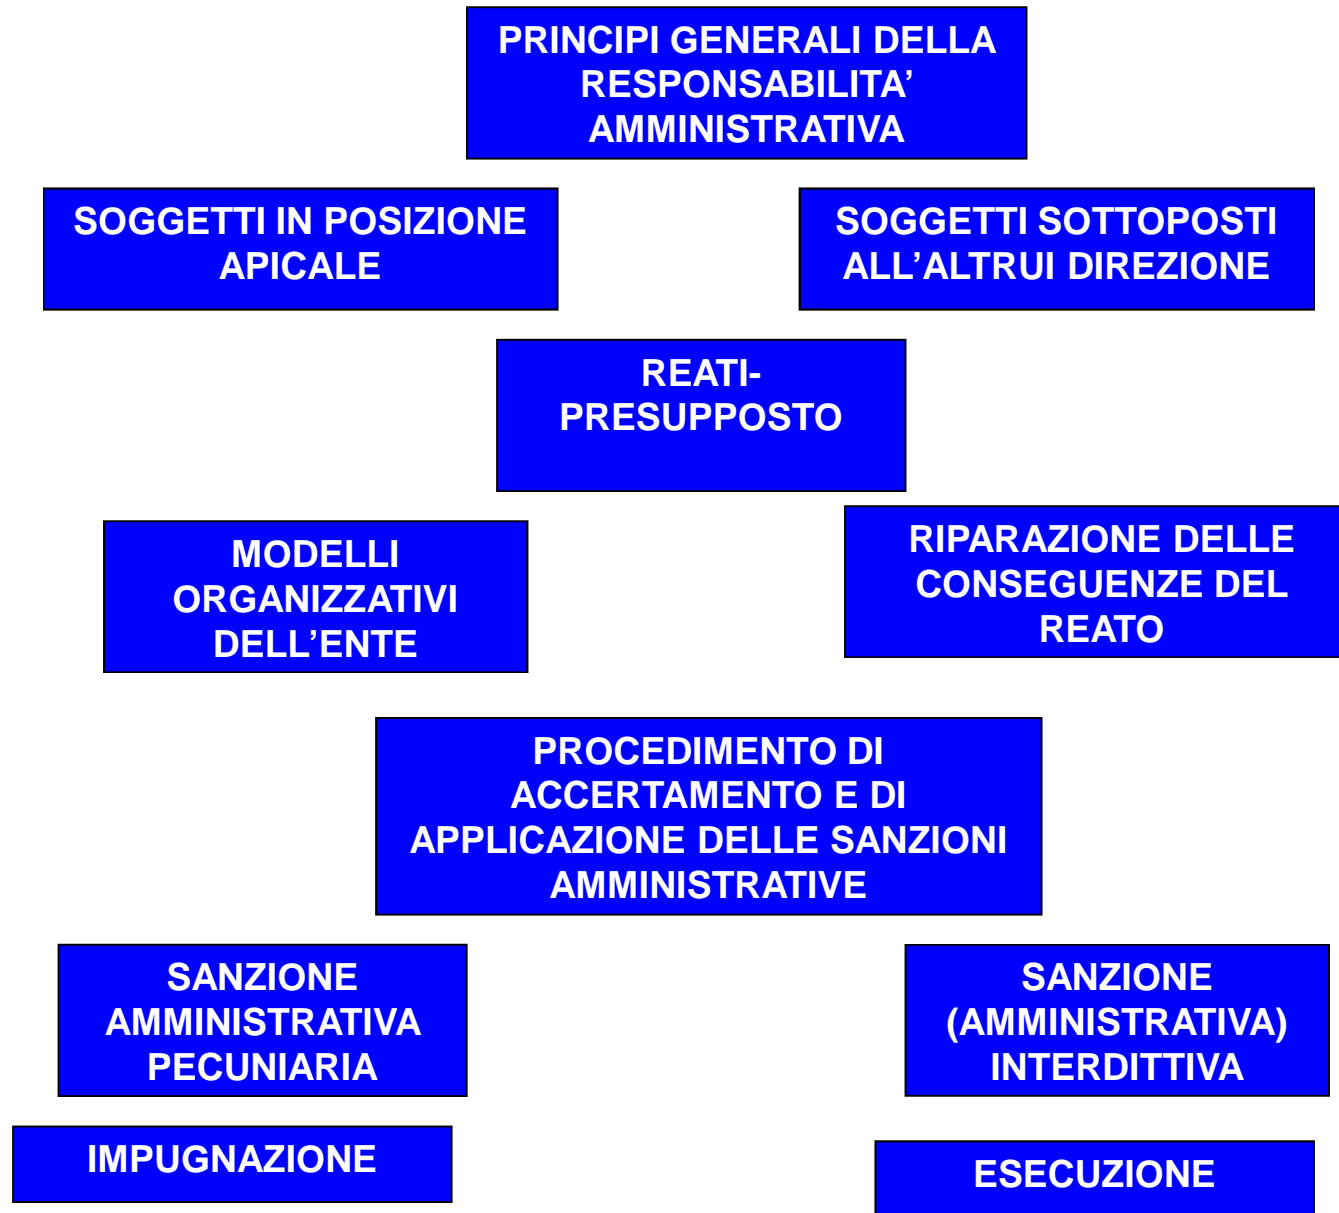 PRINCIPI GENERALI DELLA
RESPONSABILITA’
AMMINISTRATIVA
SOGGETTI IN POSIZIONE
APICALE
SOGGETTI SOTTOPOSTI
ALL’ALTRUI DIREZIONE
REATI-
PRESUPPOSTO
MODELLI
ORGANIZZATIVI
DELL’ENTE
RIPARAZIONE DELLE
CONSEGUENZE DEL
REATO
PROCEDIMENTO DI
ACCERTAMENTO E DI
APPLICAZIONE DELLE SANZIONI
AMMINISTRATIVE
SANZIONE
AMMINISTRATIVA
PECUNIARIA
SANZIONE
(AMMINISTRATIVA)
INTERDITTIVA
IMPUGNAZIONE
ESECUZIONE